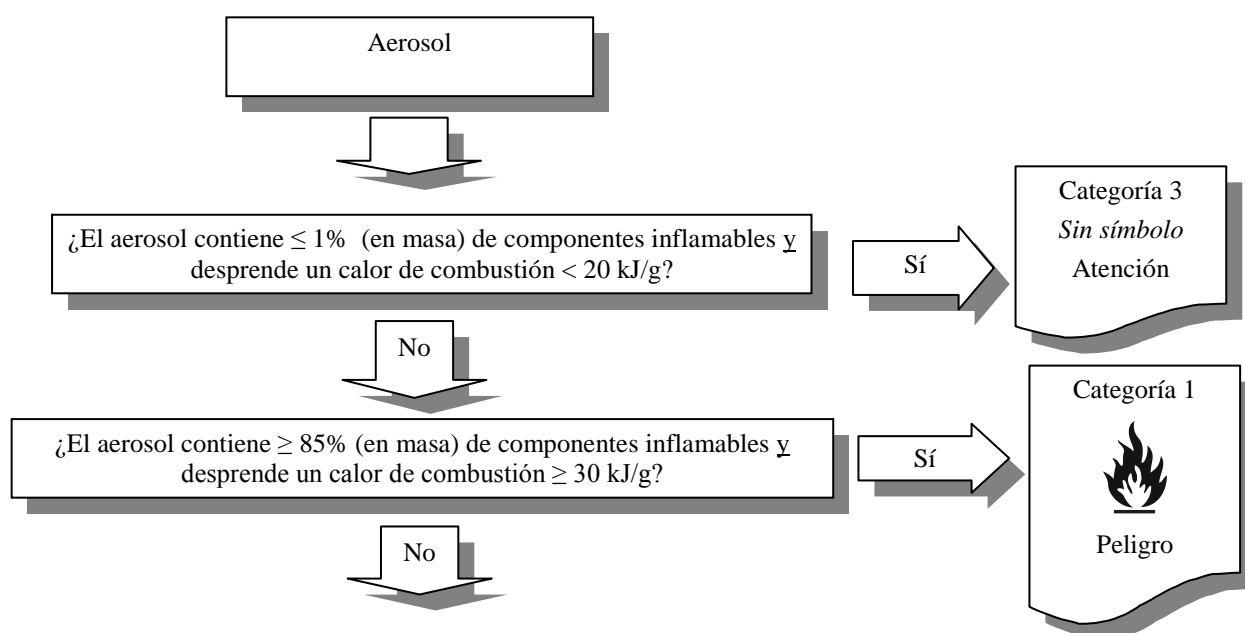 Aerosol
¿El aerosol contiene ≤ 1% (en masa) de componentes inflamables y
desprende un calor de combustión < 20 kJ/g?
Sí
Categoría 3
Sin símbolo
Atención
No
¿El aerosol contiene ≥ 85% (en masa) de componentes inflamables y
desprende un calor de combustión ≥ 30 kJ/g?
Sí
Categoría 1
Peligro
No